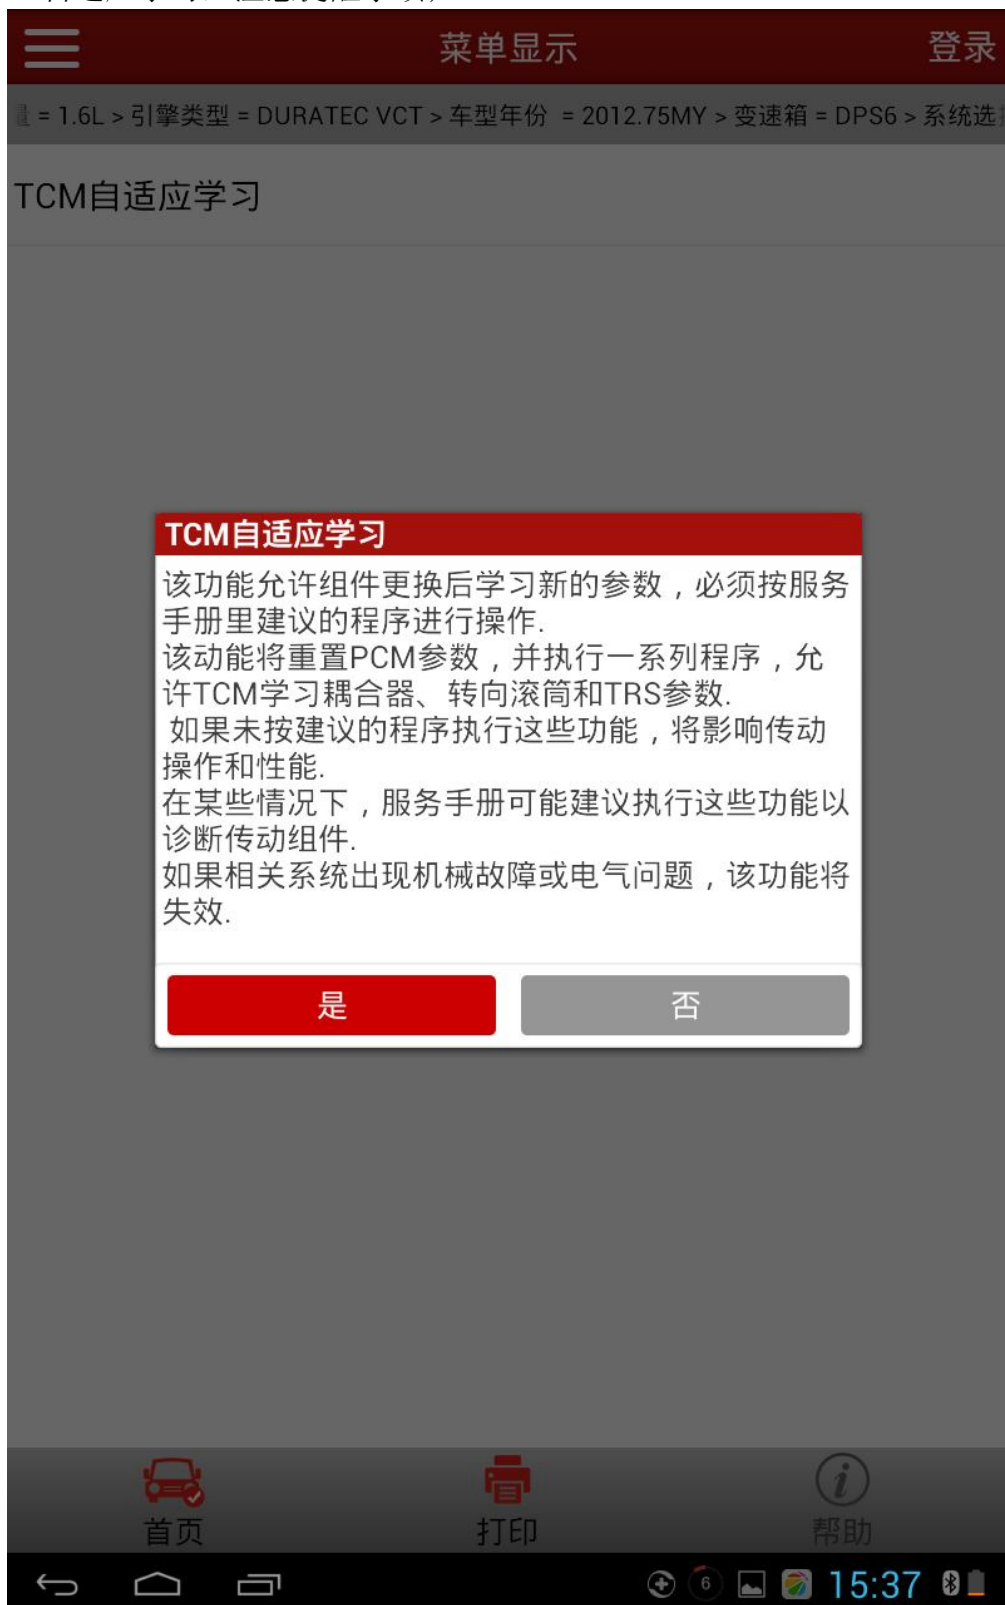 菜单显示
登录
= 1.6L > 引擎类型 = DURATEC VCT > 车型年份 = 2012.75MY > 变速箱 = DPS6 > 系统选
TCM自适应学习
TCM自适应学习
该功能允许组件更换后学习新的参数，必须按服务
手册里建议的程序进行操作.
该动能将重置PCM参数，并执行一系列程序，允
许TCM学习耦合器、转向滚筒和TRS参数.
如果未按建议的程序执行这些功能，将影响传动
操作和性能.
在某些情况下，服务手册可能建议执行这些功能以
诊断传动组件.
如果相关系统出现机械故障或电气问题，该功能将
失效.
是
否
首页
打印
帮助
6
15:37